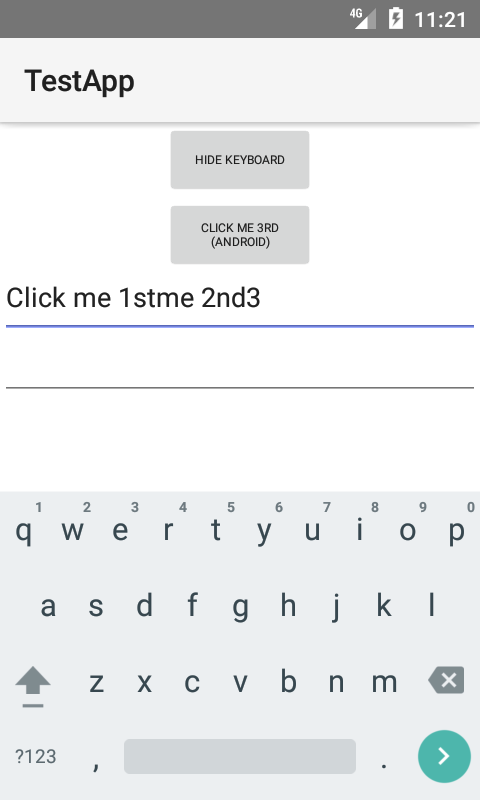 4G 11:21
TestApp
HIDE KEYBOARD
CLICK ME 3RD
(ANDROID)
Click me 1stme 2nd3
1 2 3 4 5 6 7 8 9 0
q w e r t y u i o p
a s d f g h j k l
z x c v b n m
?123 , .